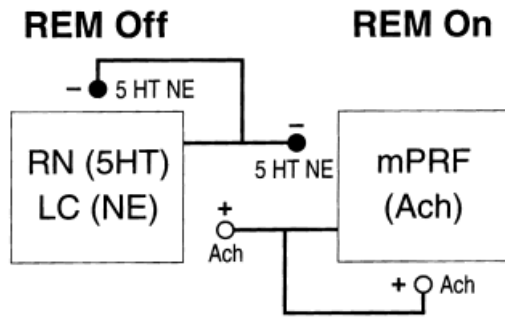 REM Off
REM On
− 5 HT NE
−
5 HT NE
RN (5HT)
LC (NE)
mPRF
(Ach)
+
Ach
+ Ach